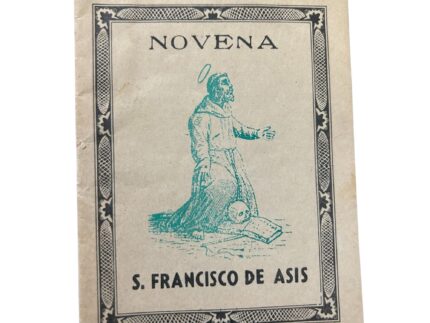 NOVENA
S. FRANCISCO DE ASIS